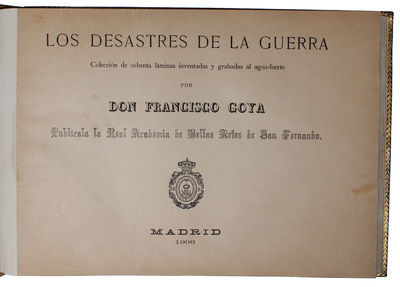 LOS DESASTRES DE LA GUERRA
Colección de ochenta láminas inventadas y grabadas al agua-fuerte
POR
DON FRANCISCO GOYA
Publícala la Real Academia de Bellas Artes de San Fernando.
MADRID
1906